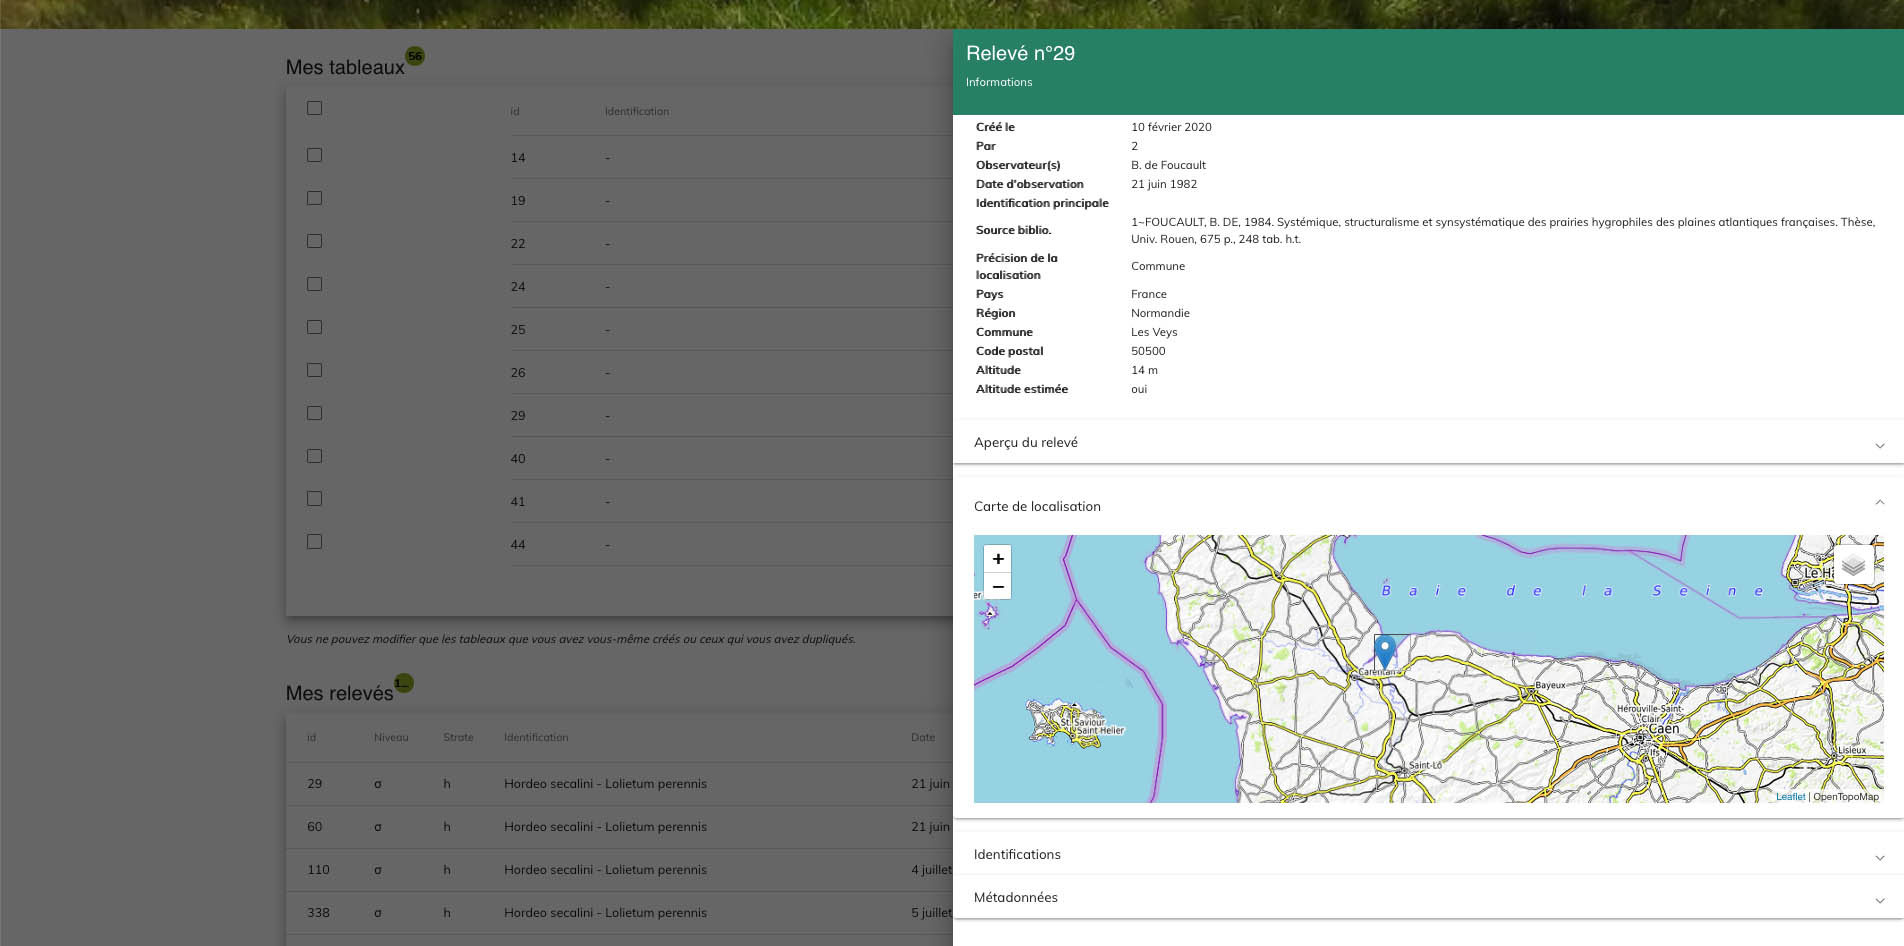 Mes tableaux 56
id Identification
14 -
19 -
22 -
24 -
25 -
26 -
29 -
40 -
41 -
44 -
Vous ne pouvez modifier que les tableaux que vous avez vous-même créés ou ceux qui vous avez dupliqués.
Mes relevés 1...
id Niveau Strate Identification Date
29 σ h Hordeo secalini - Lolietum perennis 21 juin
60 σ h Hordeo secalini - Lolietum perennis 21 juin
110 σ h Hordeo secalini - Lolietum perennis 4 juillet
338 σ h Hordeo secalini - Lolietum perennis 5 juillet
Relevé n°29
Informations
Créé le 10 février 2020
Par 2
Observateur(s) B. de Foucault
Date d'observation 21 juin 1982
Identification principale
Source biblio. 1~FOUCAULT, B. DE, 1984. Systémique, structuralisme et synsystématique des prairies hygrophiles des plaines atlantiques françaises. Thèse,
Univ. Rouen, 675 p., 248 tab. h.t.
Précision de la
localisation Commune
Pays France
Région Normandie
Commune Les Veys
Code postal 50500
Altitude 14 m
Altitude estimée oui
Aperçu du relevé
Carte de localisation
+
−
er
Baie de la Seine
Le Ha
Carentan
Bayeux
Hérouville-Saint-
Clair
Caen
Ifs
Lisieux
St. Saviour
Saint Helier
Saint-Lô
Leaflet | OpenTopoMap
Identifications
Métadonnées